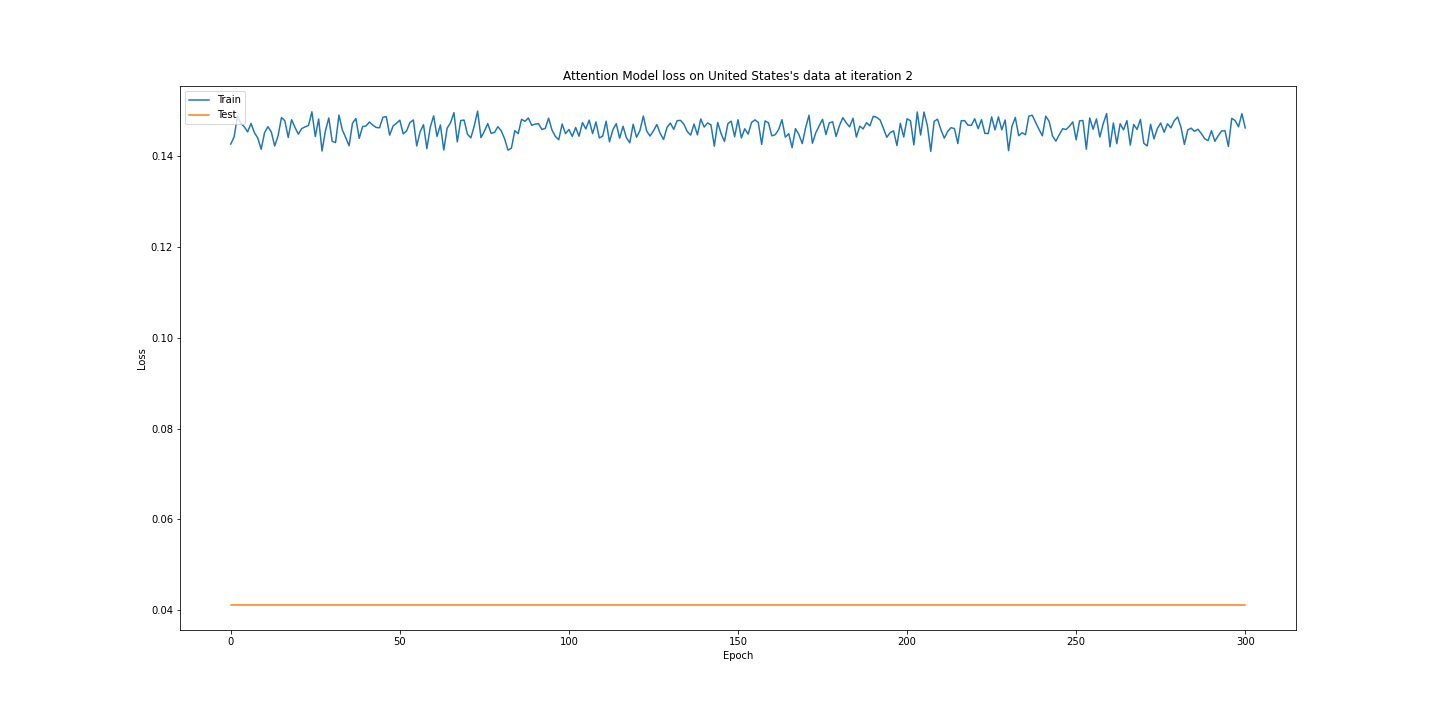 Attention Model loss on United States's data at iteration 2
Train
Test
0.14
0.12
0.10
0.08
0.06
0.04
Loss
0 50 100 150 200 250 300
Epoch